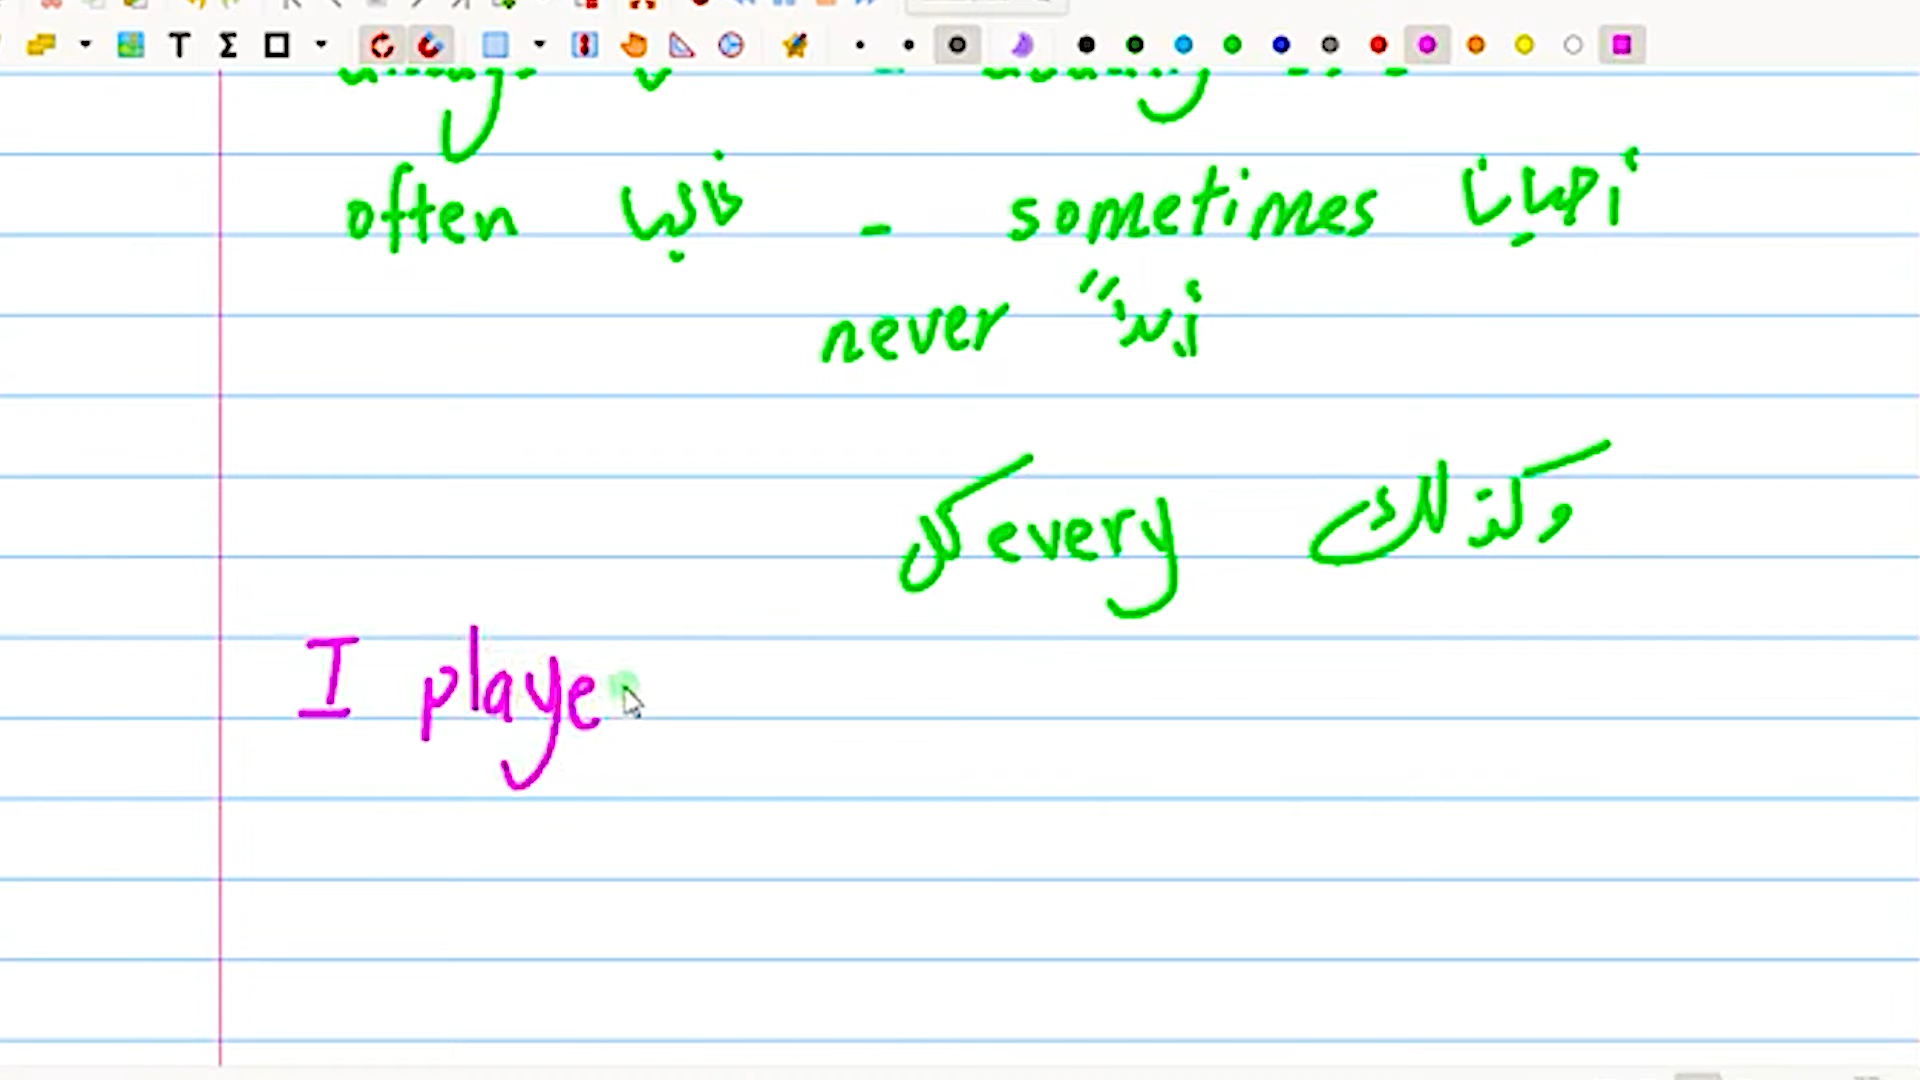 often غالبا - sometimes أحيانا
never أبداً
وكذلك every كل
I playe